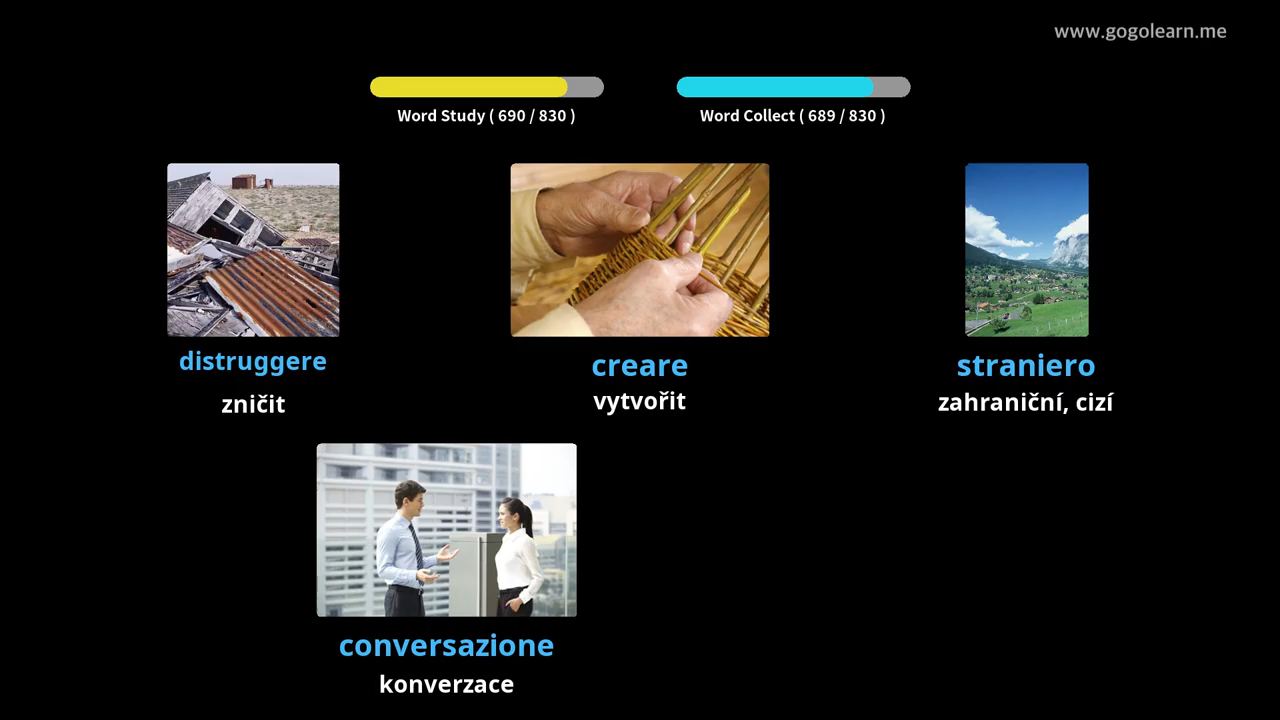 www.gogolearn.me
Word Study ( 690 / 830 )
Word Collect ( 689 / 830 )
distruggere
creare
straniero
zničit
vytvořit
zahraniční, cizí
conversazione
konverzace